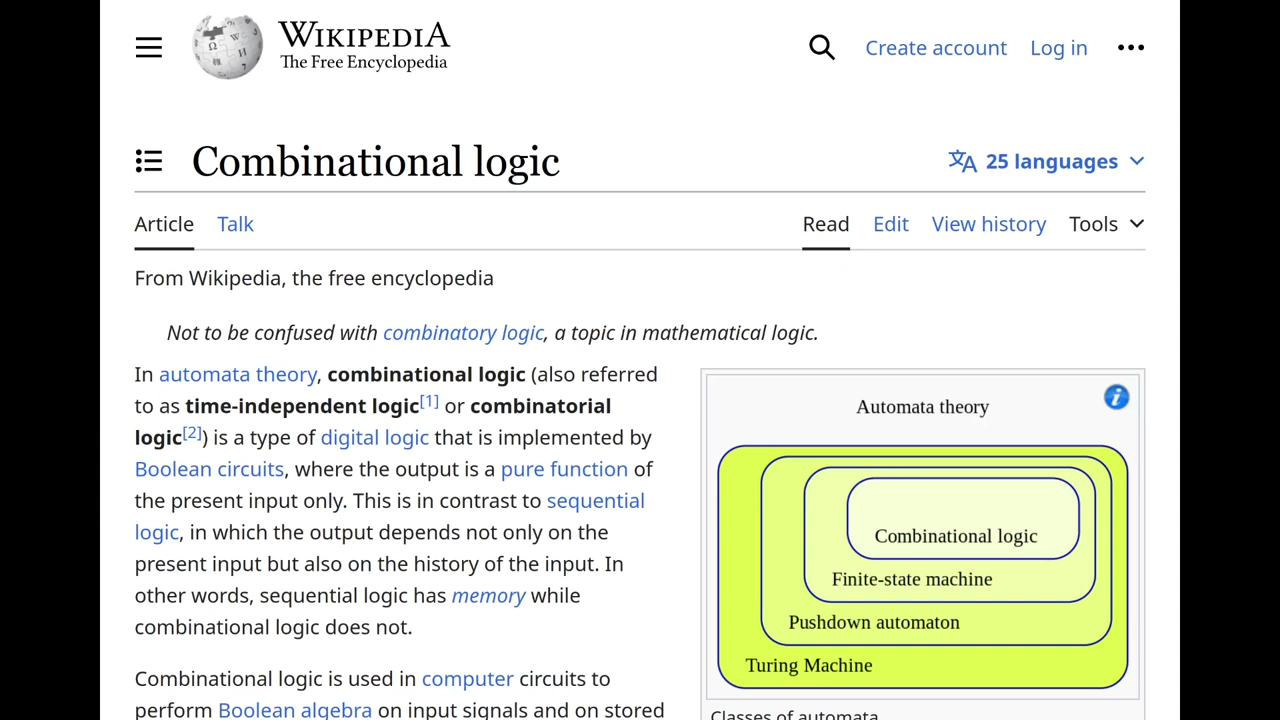 WIKIPEDIA
The Free Encyclopedia
Create account Log in
Combinational logic
25 languages
Article Talk Read Edit View history Tools
From Wikipedia, the free encyclopedia
Not to be confused with combinatory logic, a topic in mathematical logic.
In automata theory, combinational logic (also referred
to as time-independent logic[1] or combinatorial
logic[2]) is a type of digital logic that is implemented by
Boolean circuits, where the output is a pure function of
the present input only. This is in contrast to sequential
logic, in which the output depends not only on the
present input but also on the history of the input. In
other words, sequential logic has memory while
combinational logic does not.
Combinational logic is used in computer circuits to
perform Boolean algebra on input signals and on stored
Automata theory
Combinational logic
Finite-state machine
Pushdown automaton
Turing Machine
Classes of automata